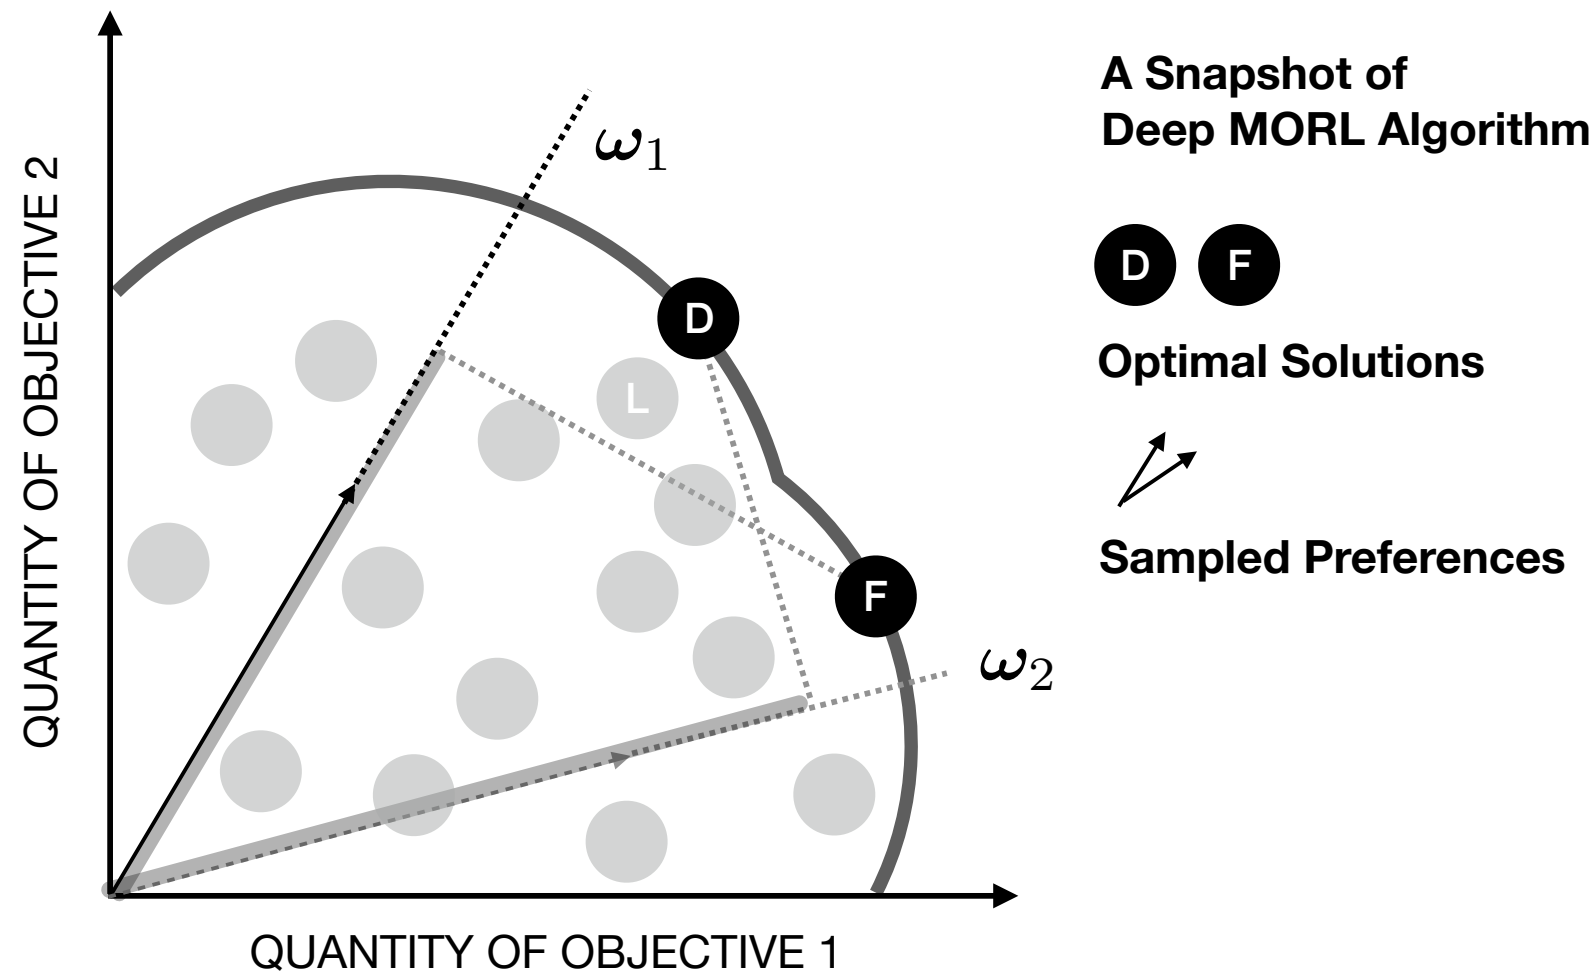 QUANTITY OF OBJECTIVE 2
ω1
D
L
F
ω2
QUANTITY OF OBJECTIVE 1
A Snapshot of
Deep MORL Algorithm
D F
Optimal Solutions
Sampled Preferences